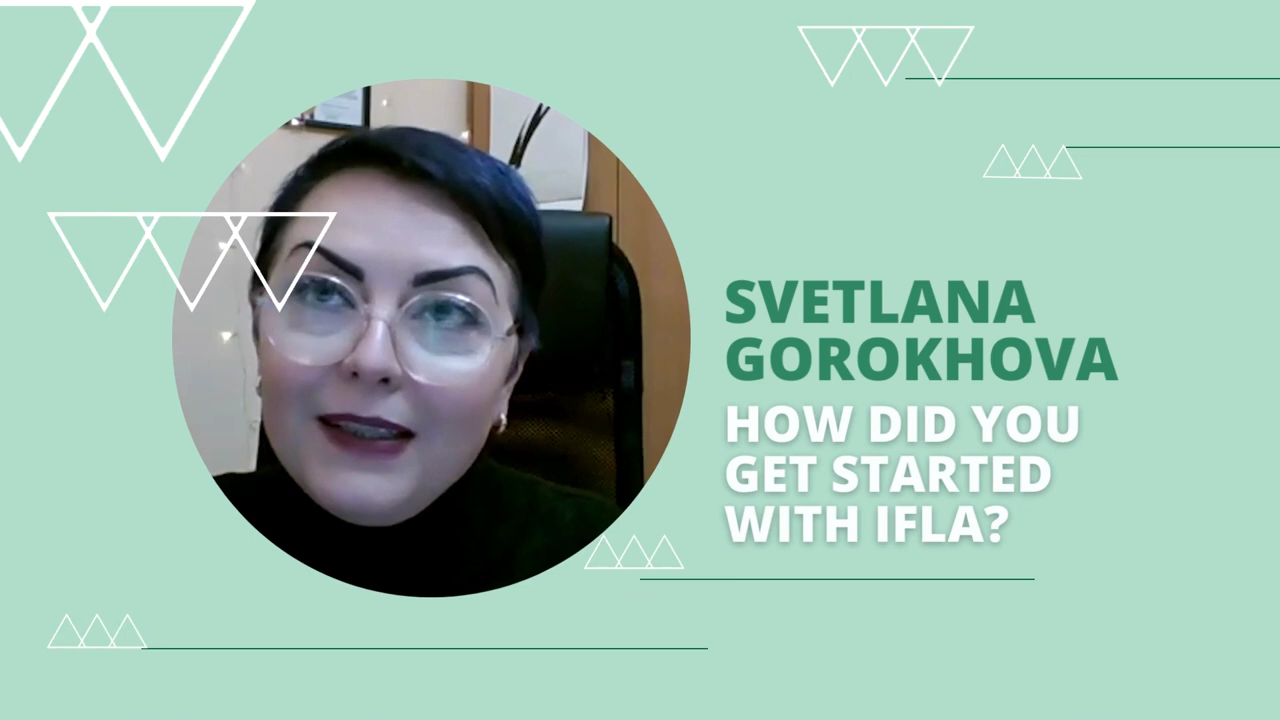 SVETLANA
GOROKHOVA
HOW DID YOU
GET STARTED
WITH IFLA?